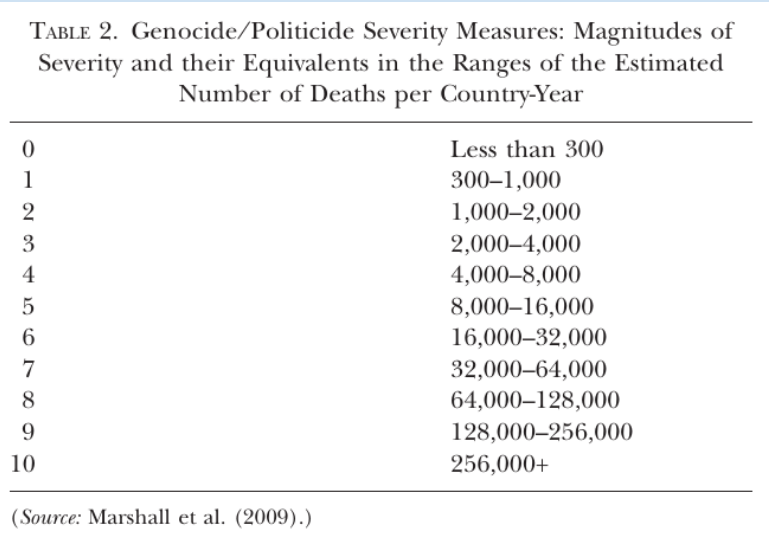 TABLE 2. Genocide/Politicide Severity Measures: Magnitudes of
Severity and their Equivalents in the Ranges of the Estimated
Number of Deaths per Country-Year
0 Less than 300
1 300–1,000
2 1,000–2,000
3 2,000–4,000
4 4,000–8,000
5 8,000–16,000
6 16,000–32,000
7 32,000–64,000
8 64,000–128,000
9 128,000–256,000
10 256,000+
(Source: Marshall et al. (2009).)